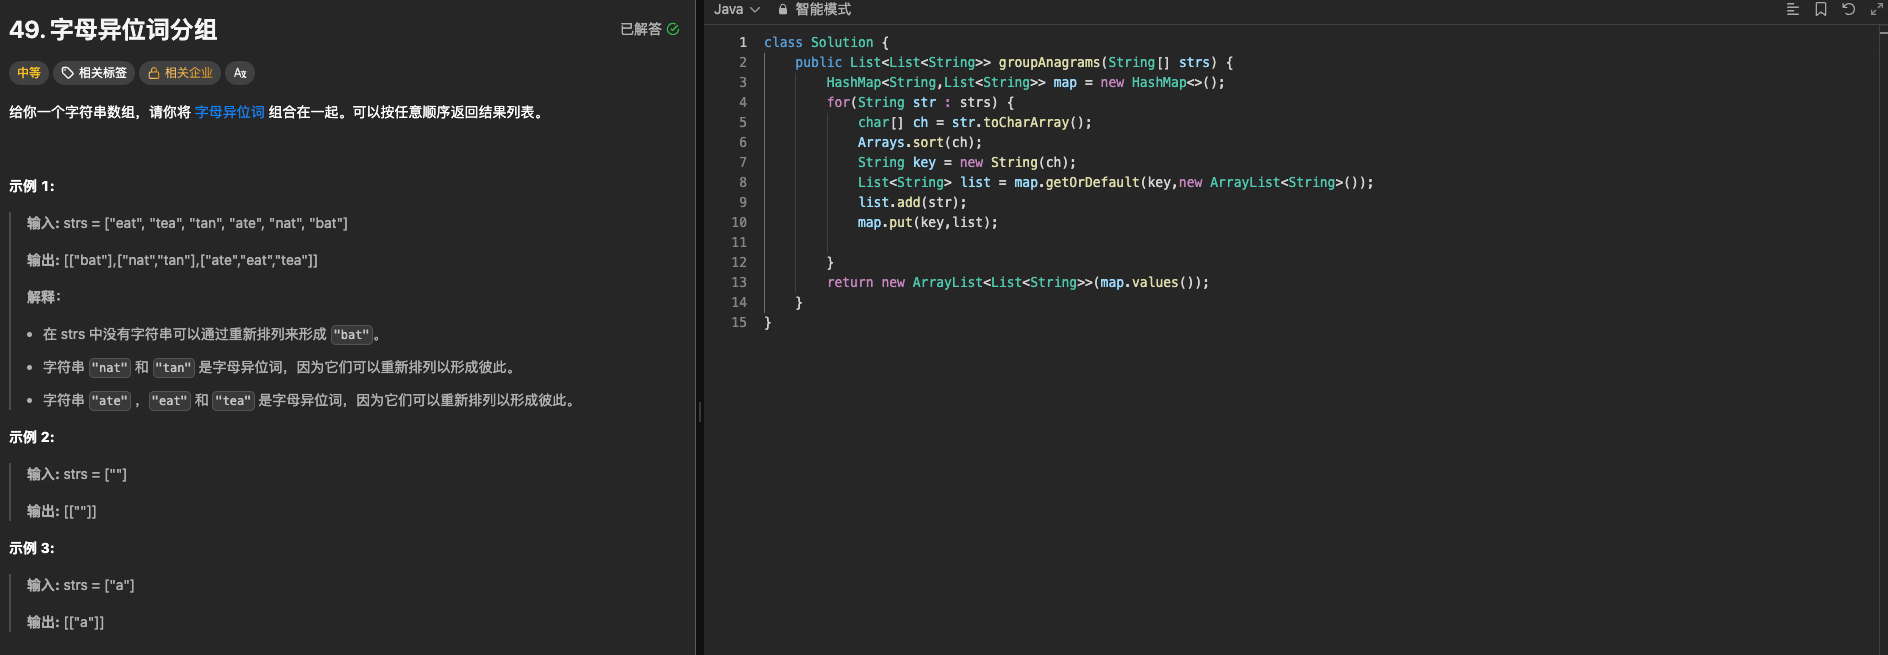 49. 字母异位词分组
已解答
中等 相关标签 相关企业 Az
给你一个字符串数组，请你将 字母异位词 组合在一起。可以按任意顺序返回结果列表。
示例 1:
输入: strs = ["eat", "tea", "tan", "ate", "nat", "bat"]
输出: [["bat"],["nat","tan"],["ate","eat","tea"]]
解释：
• 在 strs 中没有字符串可以通过重新排列来形成 "bat"。
• 字符串 "nat" 和 "tan" 是字母异位词，因为它们可以重新排列以形成彼此。
• 字符串 "ate" ，"eat" 和 "tea" 是字母异位词，因为它们可以重新排列以形成彼此。
示例 2:
输入: strs = [""]
输出: [[""]]
示例 3:
输入: strs = ["a"]
输出: [["a"]]
Java 智能模式
1 class Solution {
2     public List<List<String>> groupAnagrams(String[] strs) {
3         HashMap<String,List<String>> map = new HashMap<>();
4         for(String str : strs) {
5             char[] ch = str.toCharArray();
6             Arrays.sort(ch);
7             String key = new String(ch);
8             List<String> list = map.getOrDefault(key,new ArrayList<String>());
9             list.add(str);
10             map.put(key,list);
11
12         }
13         return new ArrayList<List<String>>(map.values());
14     }
15 }